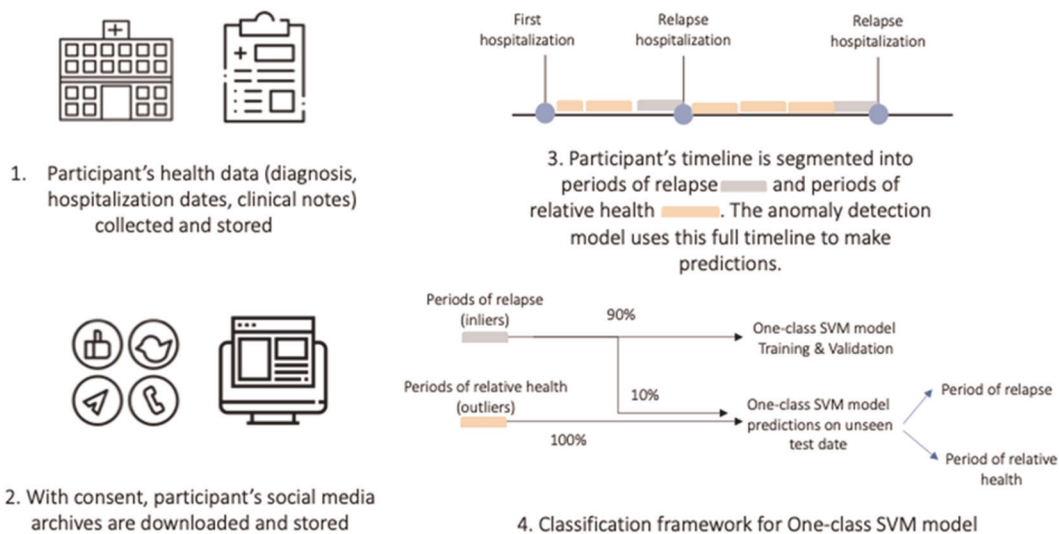 1. Participant's health data (diagnosis,
hospitalization dates, clinical notes)
collected and stored
2. With consent, participant's social media
archives are downloaded and stored
First
hospitalization
Relapse
hospitalization
Relapse
hospitalization
3. Participant's timeline is segmented into
periods of relapse and periods of
relative health . The anomaly detection
model uses this full timeline to make
predictions.
Periods of relapse
(inliers)
90%
One-class SVM model
Training & Validation
Periods of relative health
(outliers)
10%
100%
One-class SVM model
predictions on unseen
test date
Period of relapse
Period of relative
health
4. Classification framework for One-class SVM model